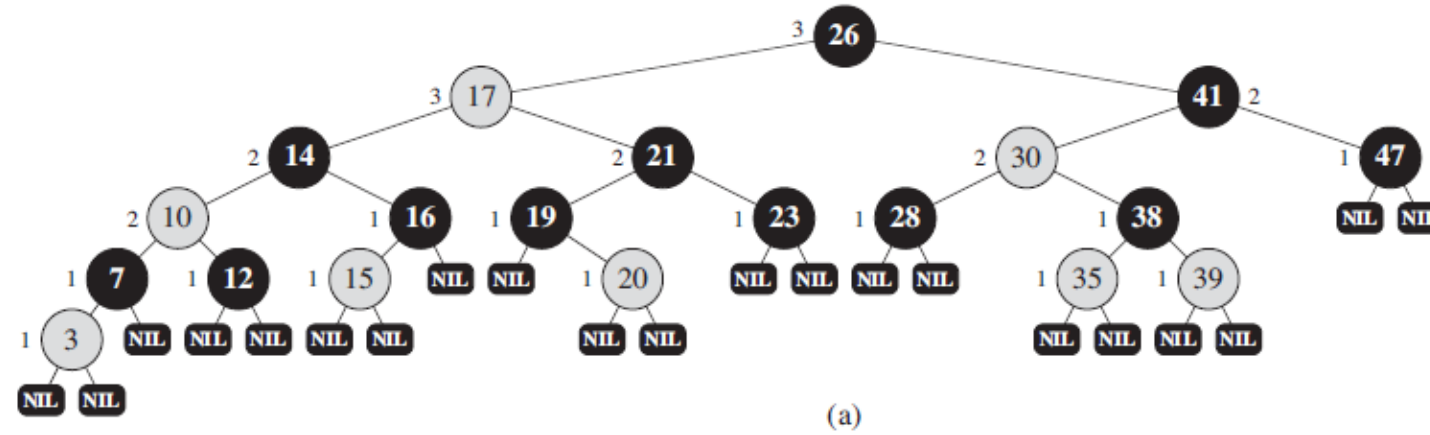 3 26
3 17 41 2
2 14 2 21 2 30 1 47
2 10 1 16 1 19 1 23 1 28 1 38 NIL
1 7 1 12 1 15 NIL NIL 1 20 NIL NIL NIL NIL 1 35 1 39
1 3 NIL NIL NIL NIL NIL NIL NIL NIL NIL NIL NIL
NIL NIL
(a)